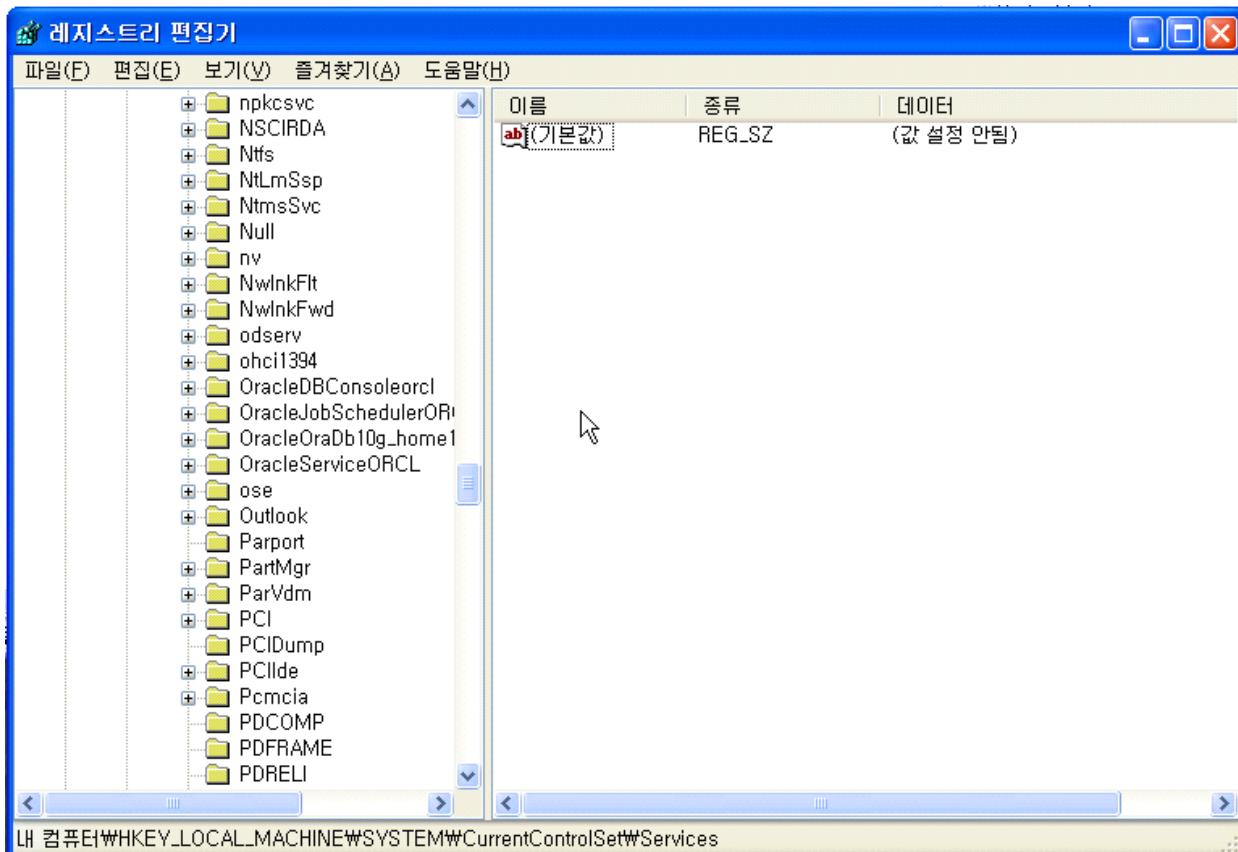 레지스트리 편집기
파일(F) 편집(E) 보기(V) 즐겨찾기(A) 도움말(H)
npkcsvc
NSCIRDA
Ntfs
NtLmSsp
NtmsSvc
Null
nv
NwlnkFlt
NwlnkFwd
odserv
ohci1394
OracleDBConsoleorcl
OracleJobSchedulerOR
OracleOraDb10g_home1
OracleServiceORCL
ose
Outlook
Parport
PartMgr
ParVdm
PCI
PCIDump
PCIIde
Pcmcia
PDCOMP
PDFRAME
PDRELI
이름 종류 데이터
ab (기본값) REG_SZ (값 설정 안됨)
내 컴퓨터₩HKEY_LOCAL_MACHINE₩SYSTEM₩CurrentControlSet₩Services